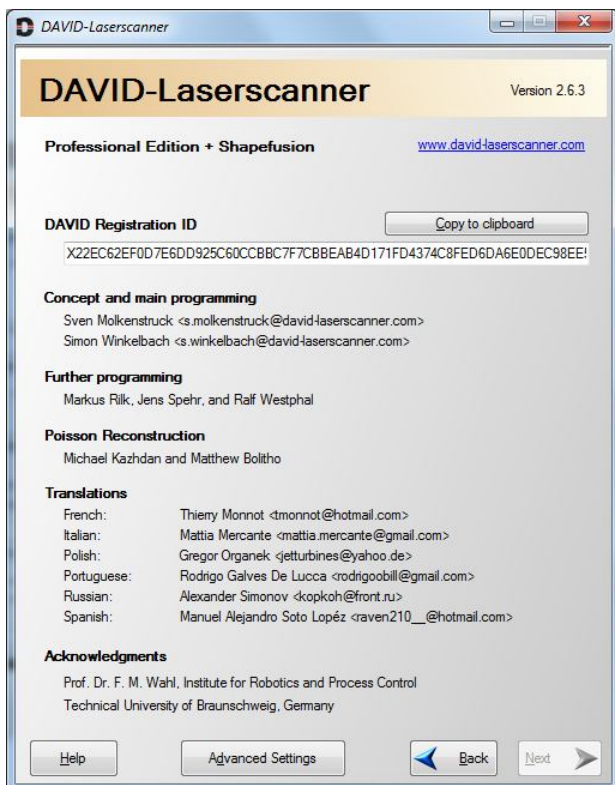 DAVID-Laserscanner
DAVID-Laserscanner
Version 2.6.3
Professional Edition + Shapefusion
www.david-laserscanner.com
DAVID Registration ID
Copy to clipboard
X22EC62EF0D7E6DD925C60CCBBC7F7CBBEAB4D171FD4374C8FED6DA6E0DEC98EE
Concept and main programming
Sven Molkenstruck <s.molkenstruck@david-laserscanner.com>
Simon Winkelbach <s.winkelbach@david-laserscanner.com>
Further programming
Markus Rilk, Jens Spehr, and Ralf Westphal
Poisson Reconstruction
Michael Kazhdan and Matthew Bolitho
Translations
French: Thierry Monnot <tmonnot@hotmail.com>
Italian: Mattia Mercante <mattia.mercante@gmail.com>
Polish: Gregor Organek <jetturbines@yahoo.de>
Portuguese: Rodrigo Galves De Lucca <rodrigoobill@gmail.com>
Russian: Alexander Simonov <kopkoh@front.ru>
Spanish: Manuel Alejandro Soto Lopéz <raven210__@hotmail.com>
Acknowledgments
Prof. Dr. F. M. Wahl, Institute for Robotics and Process Control
Technical University of Braunschweig, Germany
Help
Advanced Settings
Back
Next